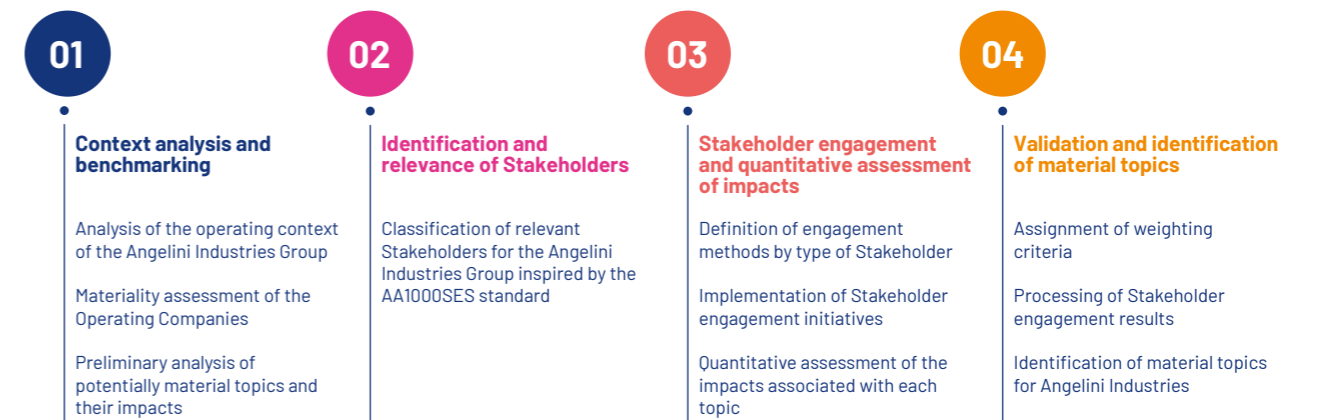 01
Context analysis and
benchmarking
Analysis of the operating context
of the Angelini Industries Group
Materiality assessment of the
Operating Companies
Preliminary analysis of
potentially material topics and
their impacts
02
Identification and
relevance of Stakeholders
Classification of relevant
Stakeholders for the Angelini
Industries Group inspired by the
AA1000SES standard
03
Stakeholder engagement
and quantitative assessment
of impacts
Definition of engagement
methods by type of Stakeholder
Implementation of Stakeholder
engagement initiatives
Quantitative assessment of the
impacts associated with each
topic
04
Validation and identification
of material topics
Assignment of weighting
criteria
Processing of Stakeholder
engagement results
Identification of material topics
for Angelini Industries